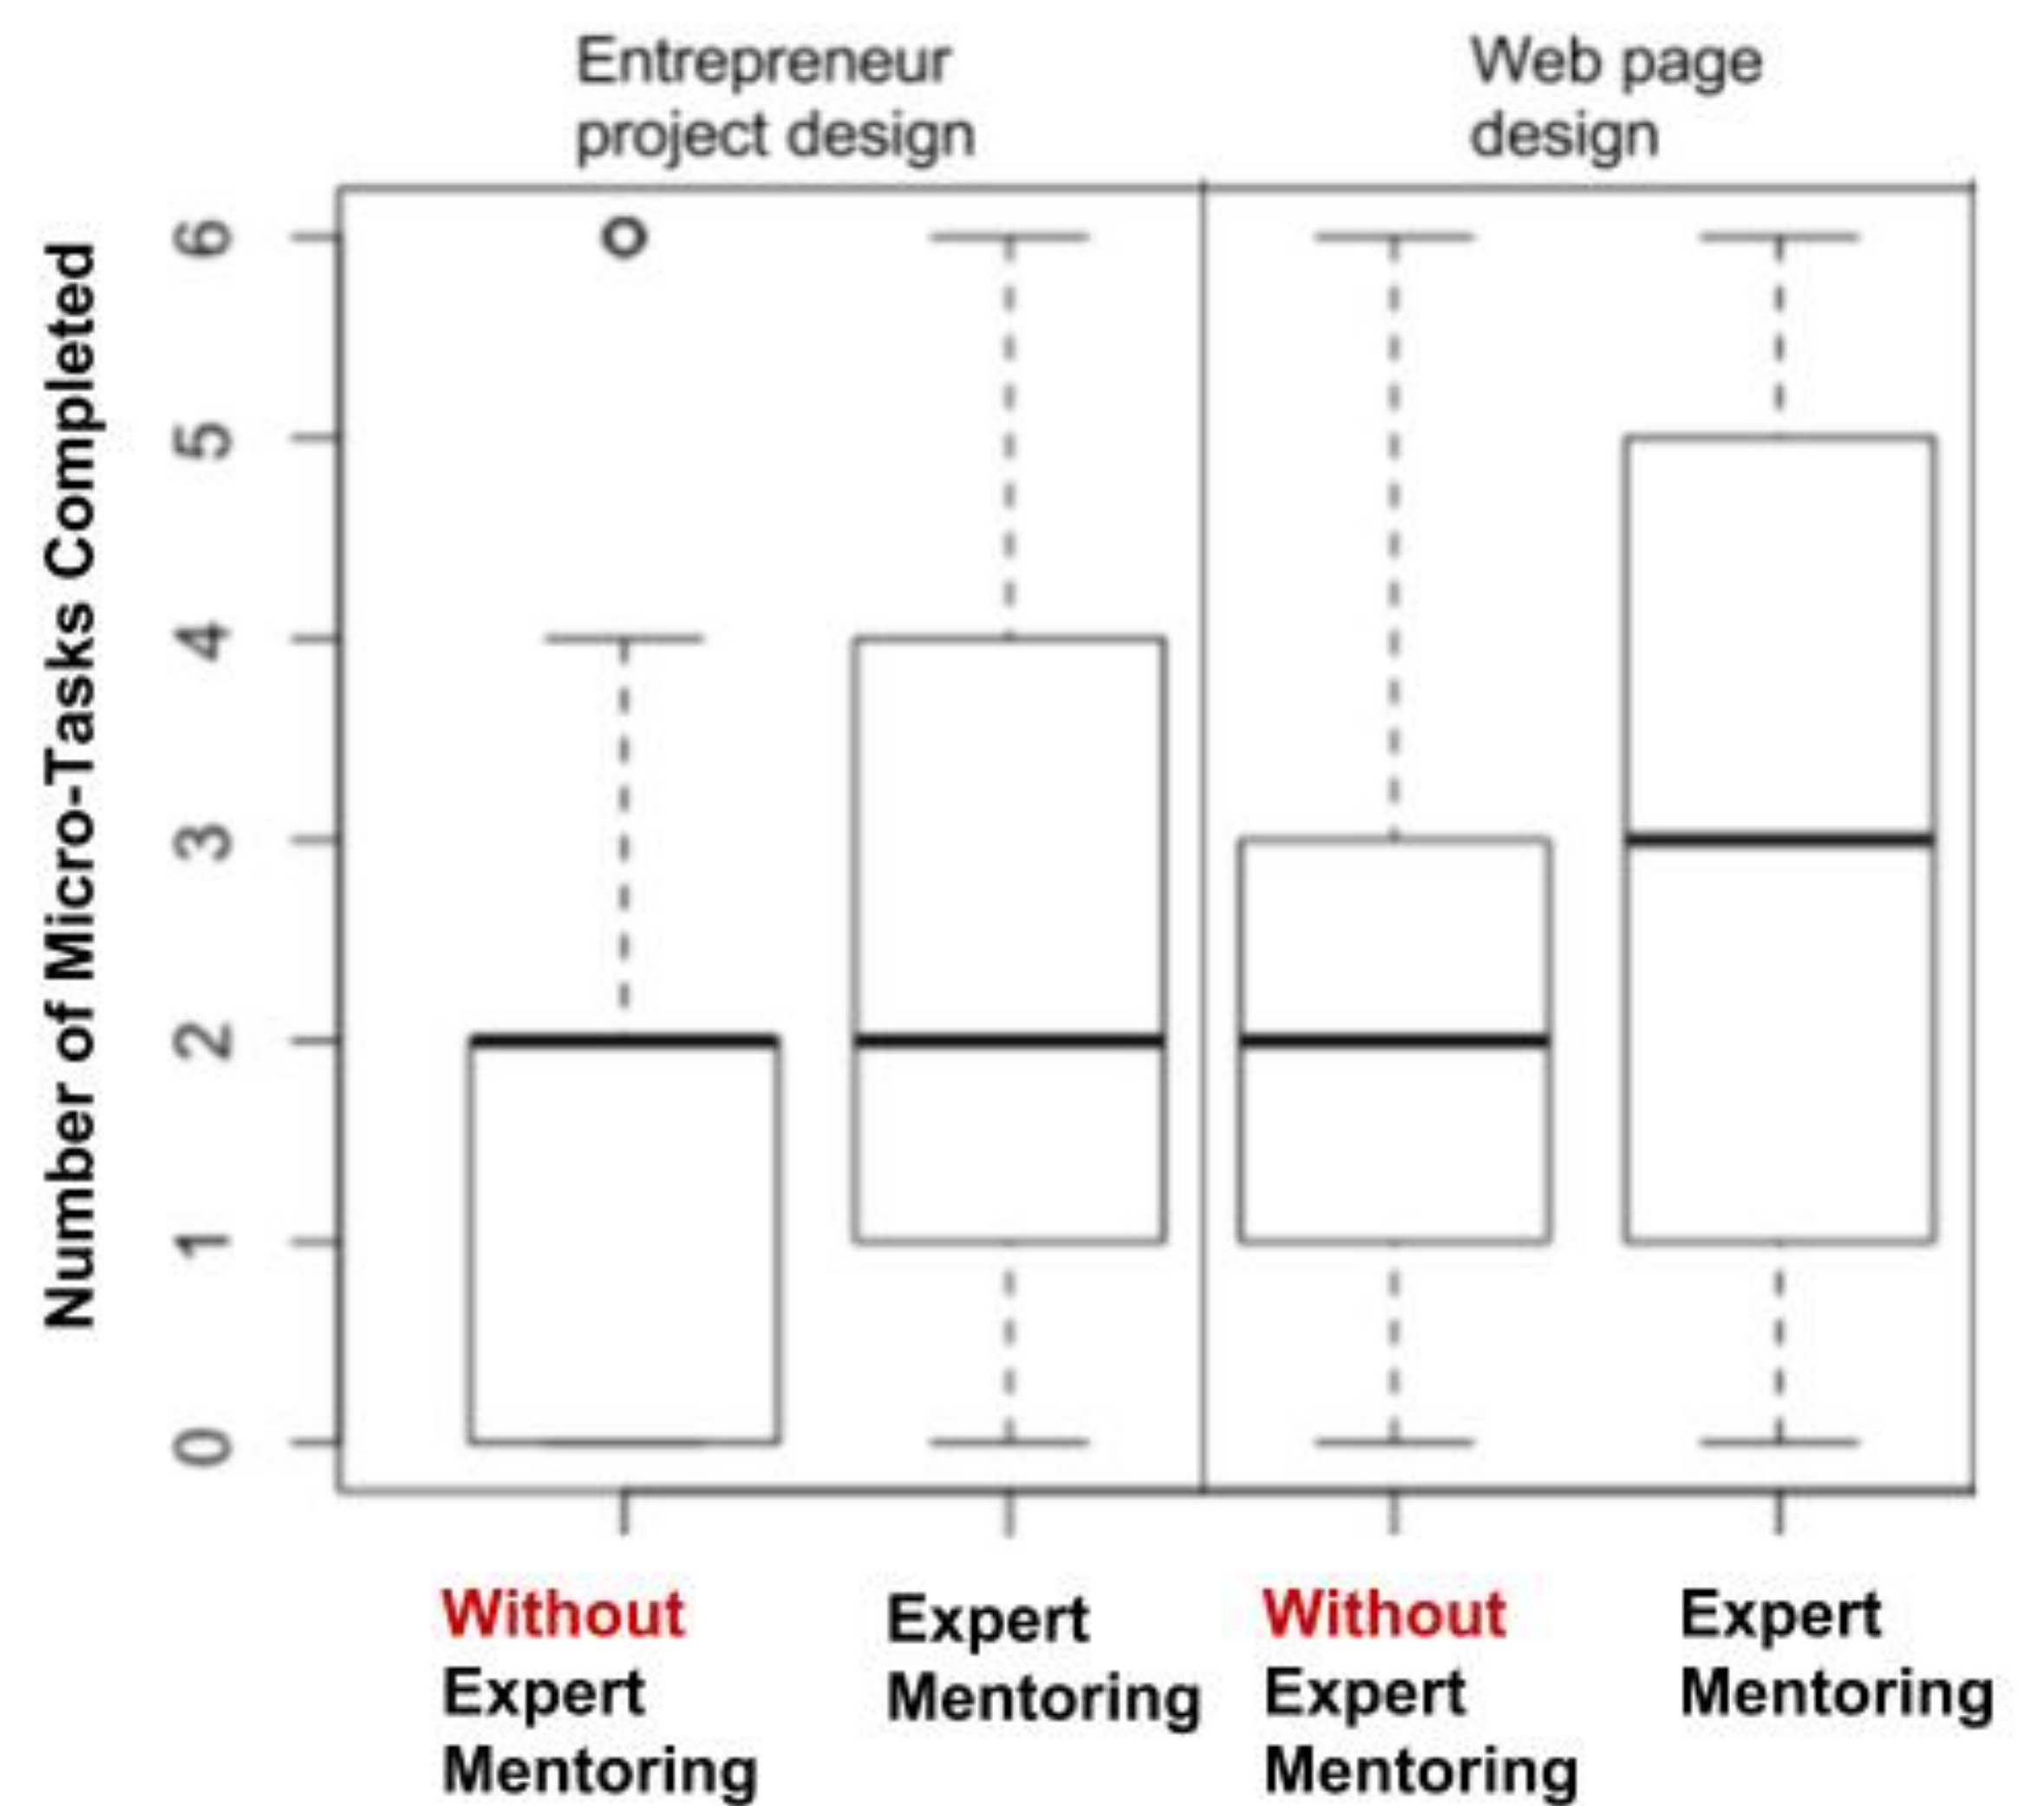 Entrepreneur
project design
Web page
design
Number of Micro-Tasks Completed
6
5
4
3
2
1
0
Without
Expert
Mentoring
Expert
Mentoring
Without
Expert
Mentoring
Expert
Mentoring